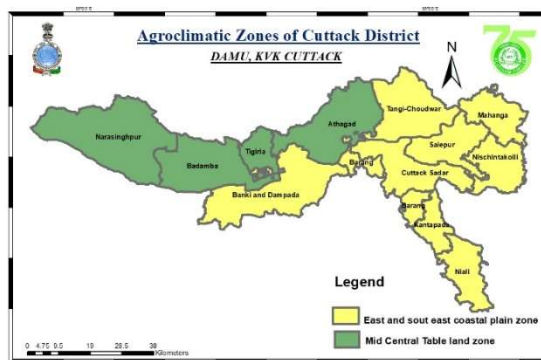 Agroclimatic Zones of Cuttack District
DAMU, KVK CUTTACK
N
75
Tangi-Choudwar
Mahanga
Narasinghpur
Athagad
Salepur
Tigiria
Badamba
Nischintakoili
Barang
Cuttack Sadar
Banki and Dampada
Barang
Kantapada
Niali
Legend
East and sout east coastal plain zone
Mid Central Table land zone
0 4.75 9.5 19 28.5 38
Kilometers